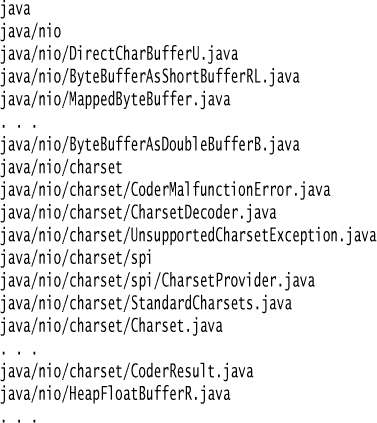 java
java/nio
java/nio/DirectCharBufferU.java
java/nio/ByteBufferAsShortBufferRL.java
java/nio/MappedByteBuffer.java
. . .
java/nio/ByteBufferAsDoubleBufferB.java
java/nio/charset
java/nio/charset/CoderMalfunctionError.java
java/nio/charset/CharsetDecoder.java
java/nio/charset/UnsupportedCharsetException.java
java/nio/charset/spi
java/nio/charset/spi/CharsetProvider.java
java/nio/charset/StandardCharsets.java
java/nio/charset/Charset.java
. . .
java/nio/charset/CoderResult.java
java/nio/HeapFloatBufferR.java
. . .